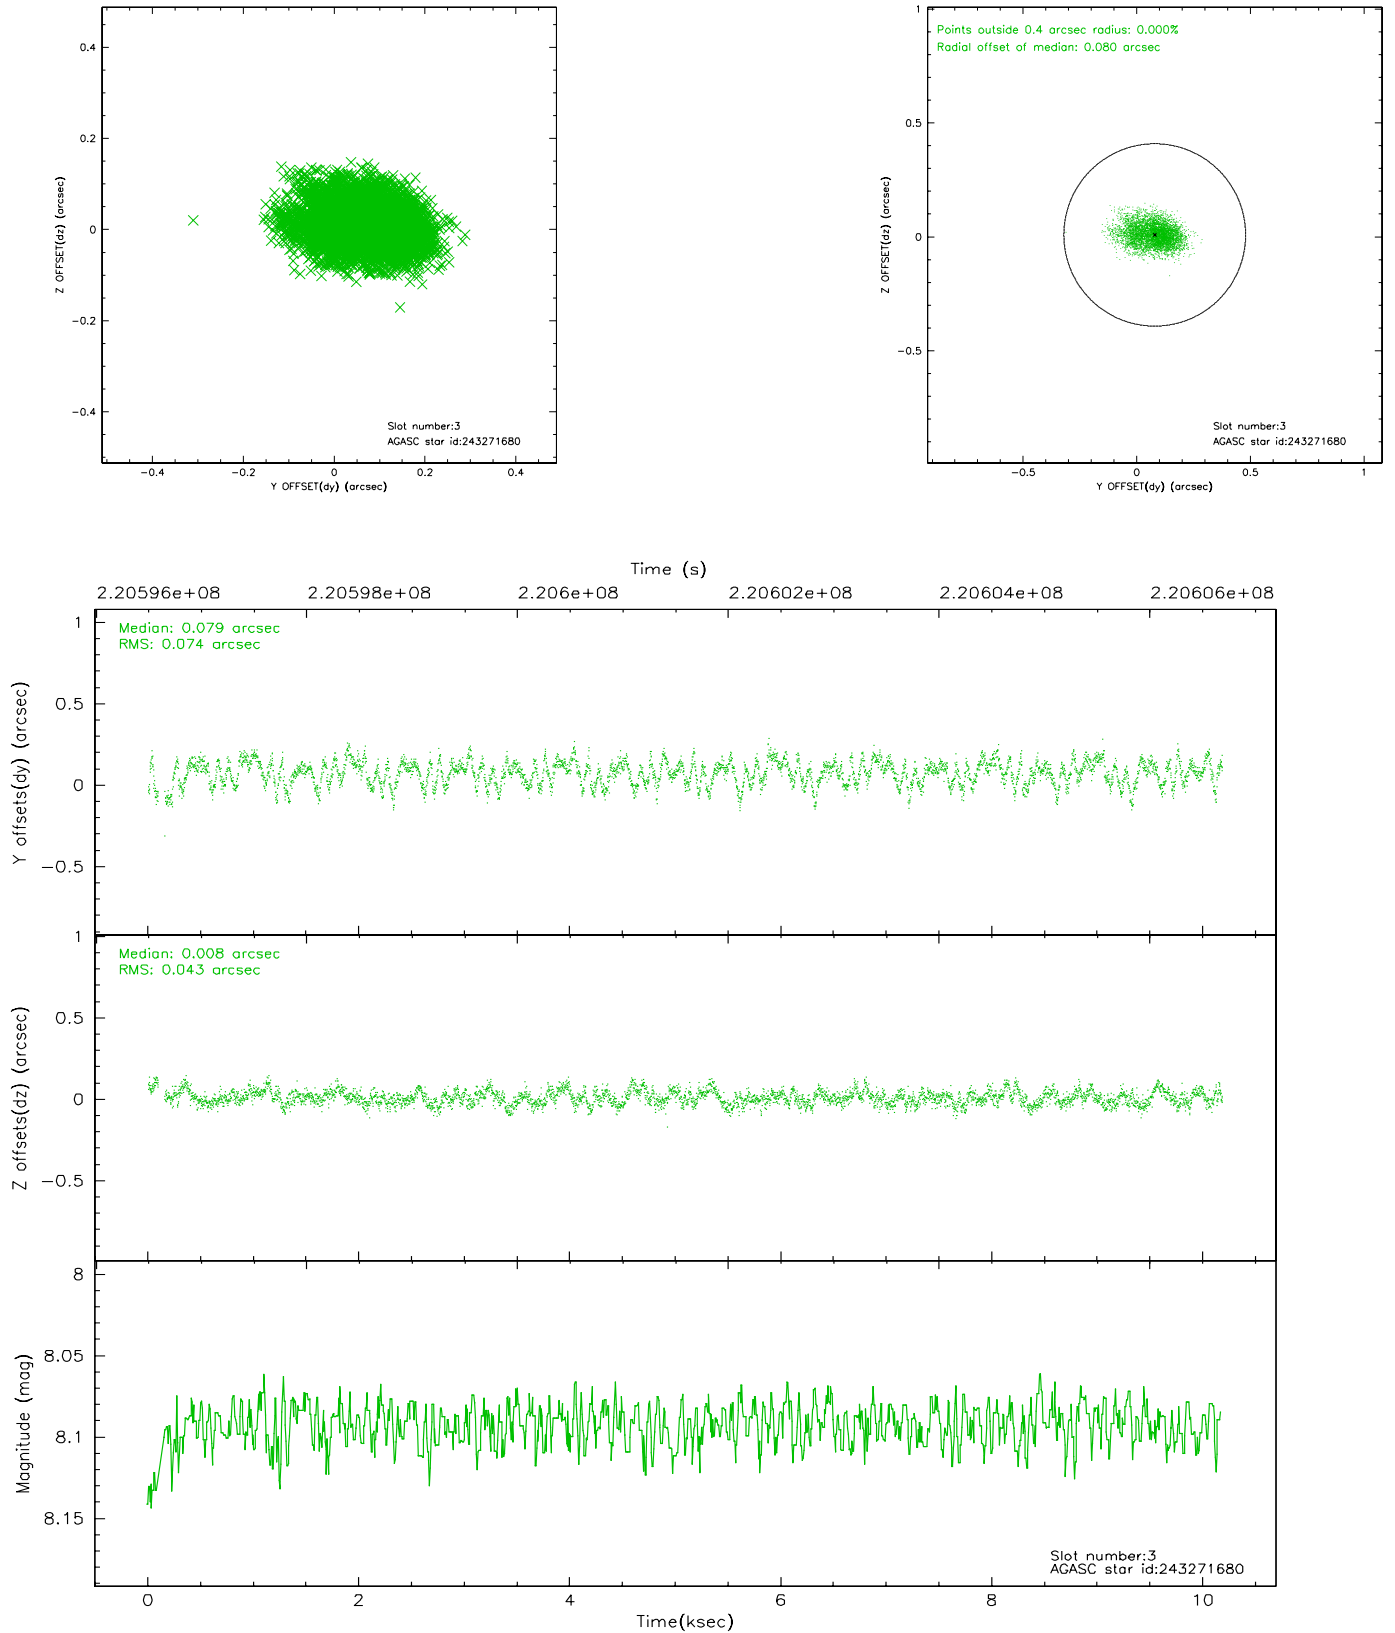 0.4
0.2
0
−0.2
−0.4
Z OFFSET(dz) (arcsec)
Slot number:3
AGASC star id:243271680
−0.4 −0.2 0 0.2 0.4
Y OFFSET(dy) (arcsec)
Points outside 0.4 arcsec radius: 0.000%
Radial offset of median: 0.080 arcsec
1
0.5
0
−0.5
Z OFFSET(dz) (arcsec)
Slot number:3
AGASC star id:243271680
−0.5 0 0.5 1
Y OFFSET(dy) (arcsec)
Time (s)
2.20596e+08 2.20598e+08 2.206e+08 2.20602e+08 2.20604e+08 2.20606e+08
Median: 0.079 arcsec
RMS: 0.074 arcsec
1
0.5
0
−0.5
Y offsets(dy) (arcsec)
Median: 0.008 arcsec
RMS: 0.043 arcsec
1
0.5
0
−0.5
Z offsets(dz) (arcsec)
8
8.05
8.1
8.15
Magnitude (mag)
Slot number:3
AGASC star id:243271680
0 2 4 6 8 10
Time(ksec)